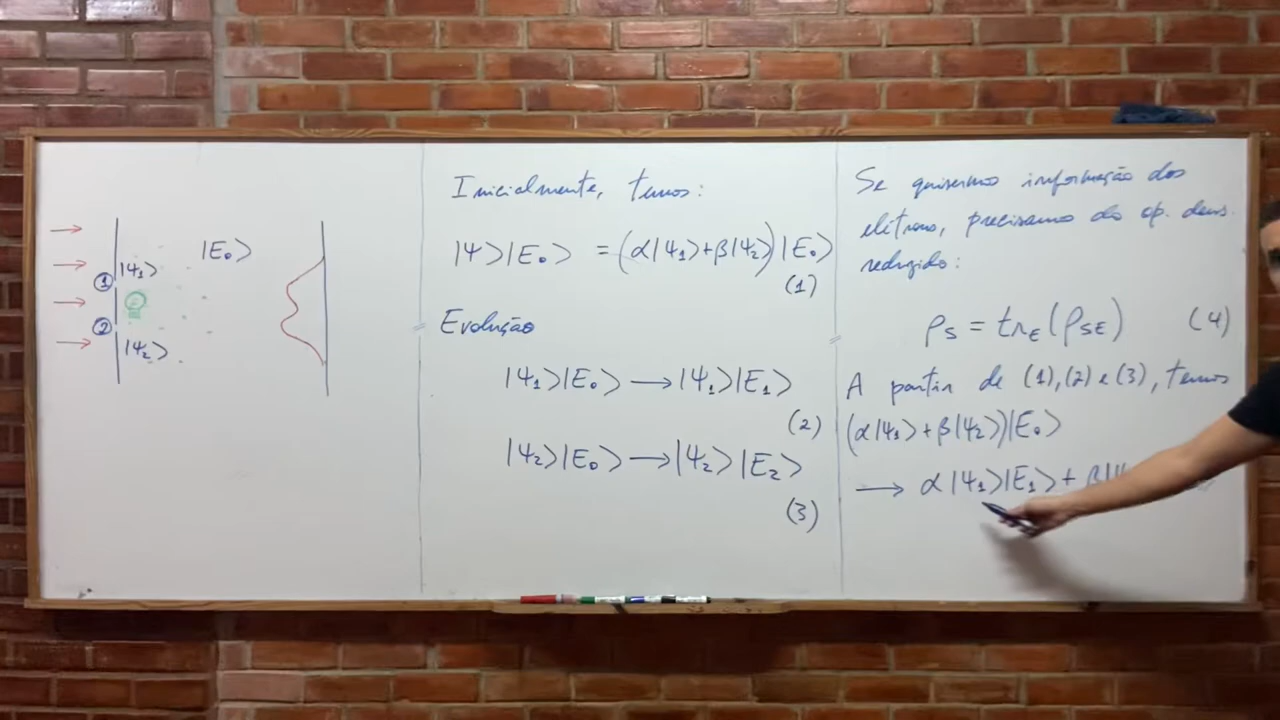 ①
|ψ₁⟩
②
|ψ₂⟩
|E₀⟩
Inicialmente, temos:
|ψ⟩|E₀⟩ = (α|ψ₁⟩+β|ψ₂⟩)|E₀⟩
(1)
Evolução
|ψ₁⟩|E₀⟩ → |ψ₁⟩|E₁⟩
(2)
|ψ₂⟩|E₀⟩ → |ψ₂⟩|E₂⟩
(3)
Se quisermos informação dos
elétrons, precisamos do op. dens.
reduzido:
ρ_S = tr_E(ρ_SE) (4)
A partir de (1),(2) e (3), temos
(α|ψ₁⟩+β|ψ₂⟩)|E₀⟩
→ α|ψ₁⟩|E₁⟩+ β|